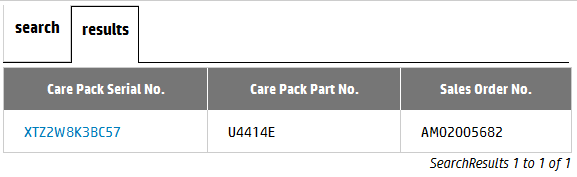 search results
Care Pack Serial No. Care Pack Part No. Sales Order No.
XTZ2W8K3BC57 U4414E AM02005682
SearchResults 1 to 1 of 1